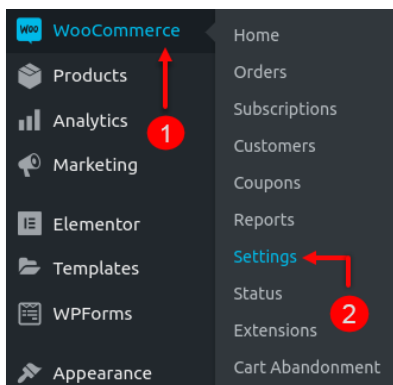 Woo WooCommerce
Products
Analytics
1
Marketing
Elementor
Templates
WPForms
Appearance
Home
Orders
Subscriptions
Customers
Coupons
Reports
Settings
Status
2
Extensions
Cart Abandonment